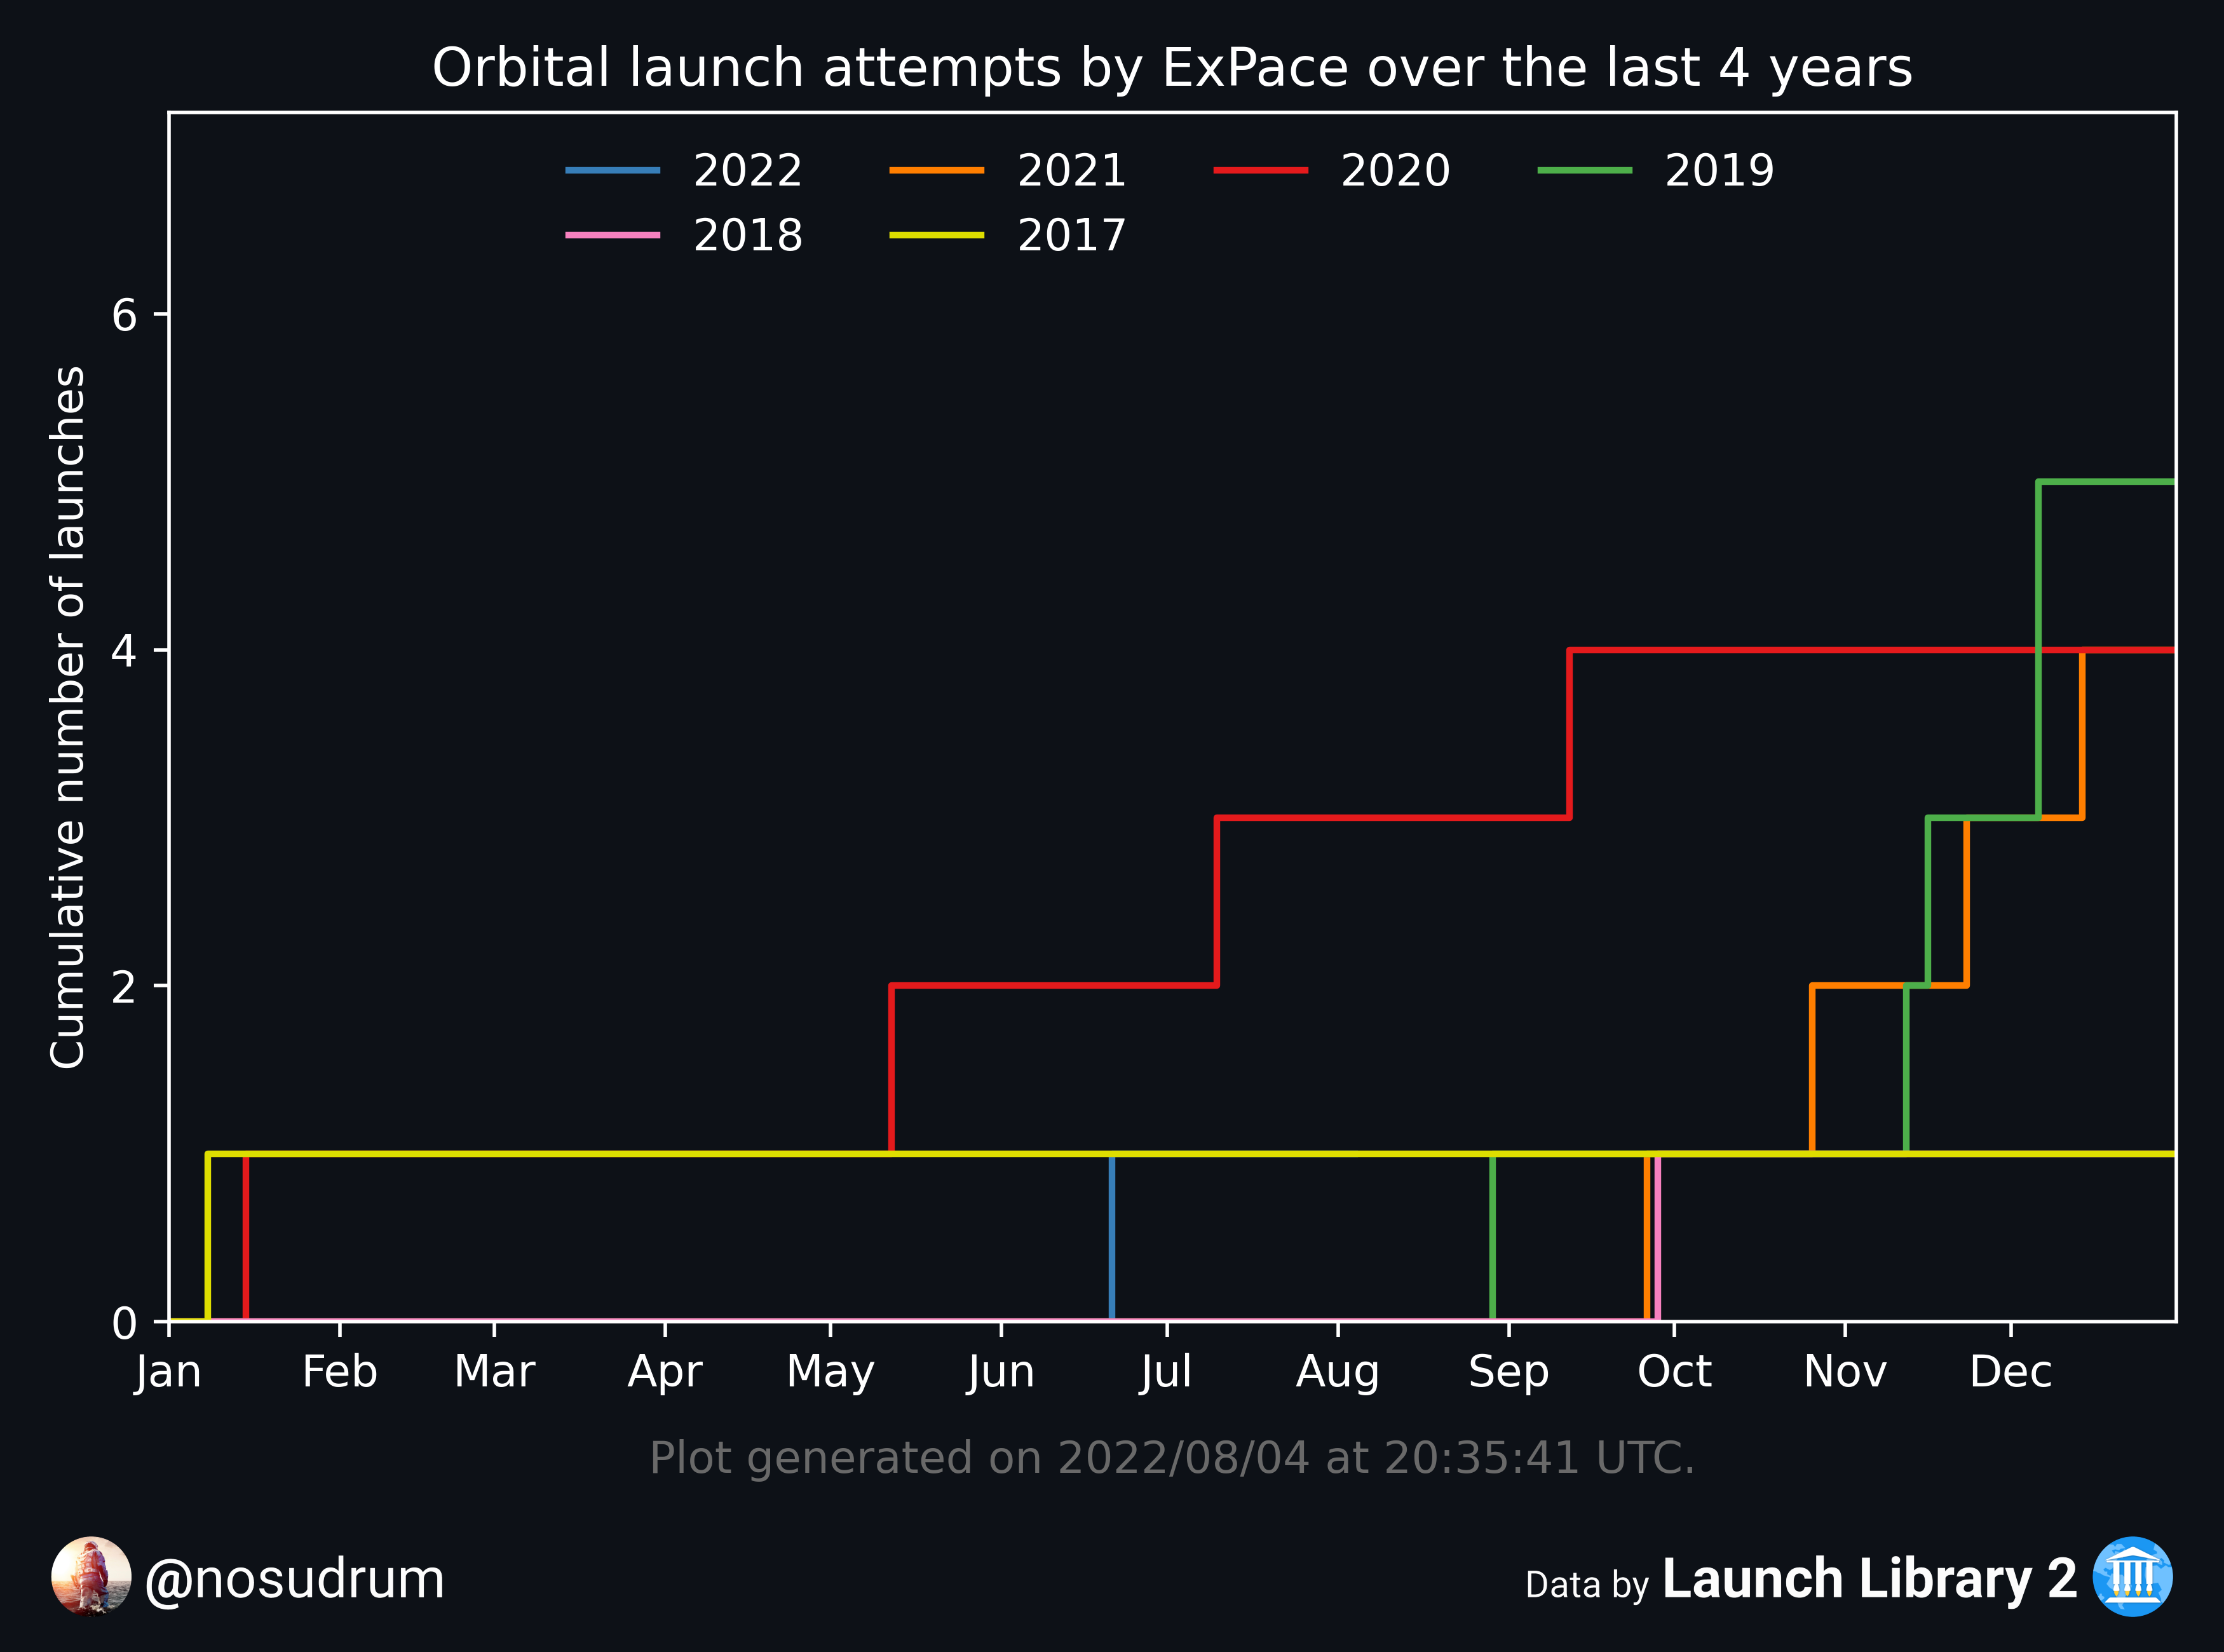 Orbital launch attempts by ExPace over the last 4 years
2022 2021 2020 2019
2018 2017
Cumulative number of launches
6
4
2
0
Jan Feb Mar Apr May Jun Jul Aug Sep Oct Nov Dec
Plot generated on 2022/08/04 at 20:35:41 UTC.
@nosudrum
Data by Launch Library 2